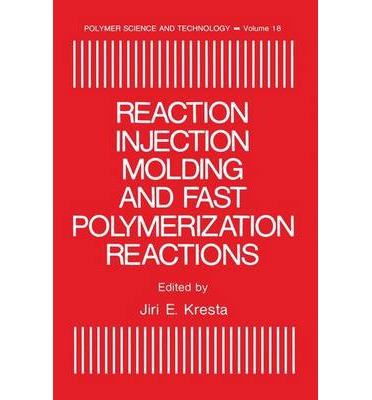 POLYMER SCIENCE AND TECHNOLOGY – Volume 18
REACTION
INJECTION
MOLDING
AND FAST
POLYMERIZATION
REACTIONS
Edited by
Jiri E. Kresta